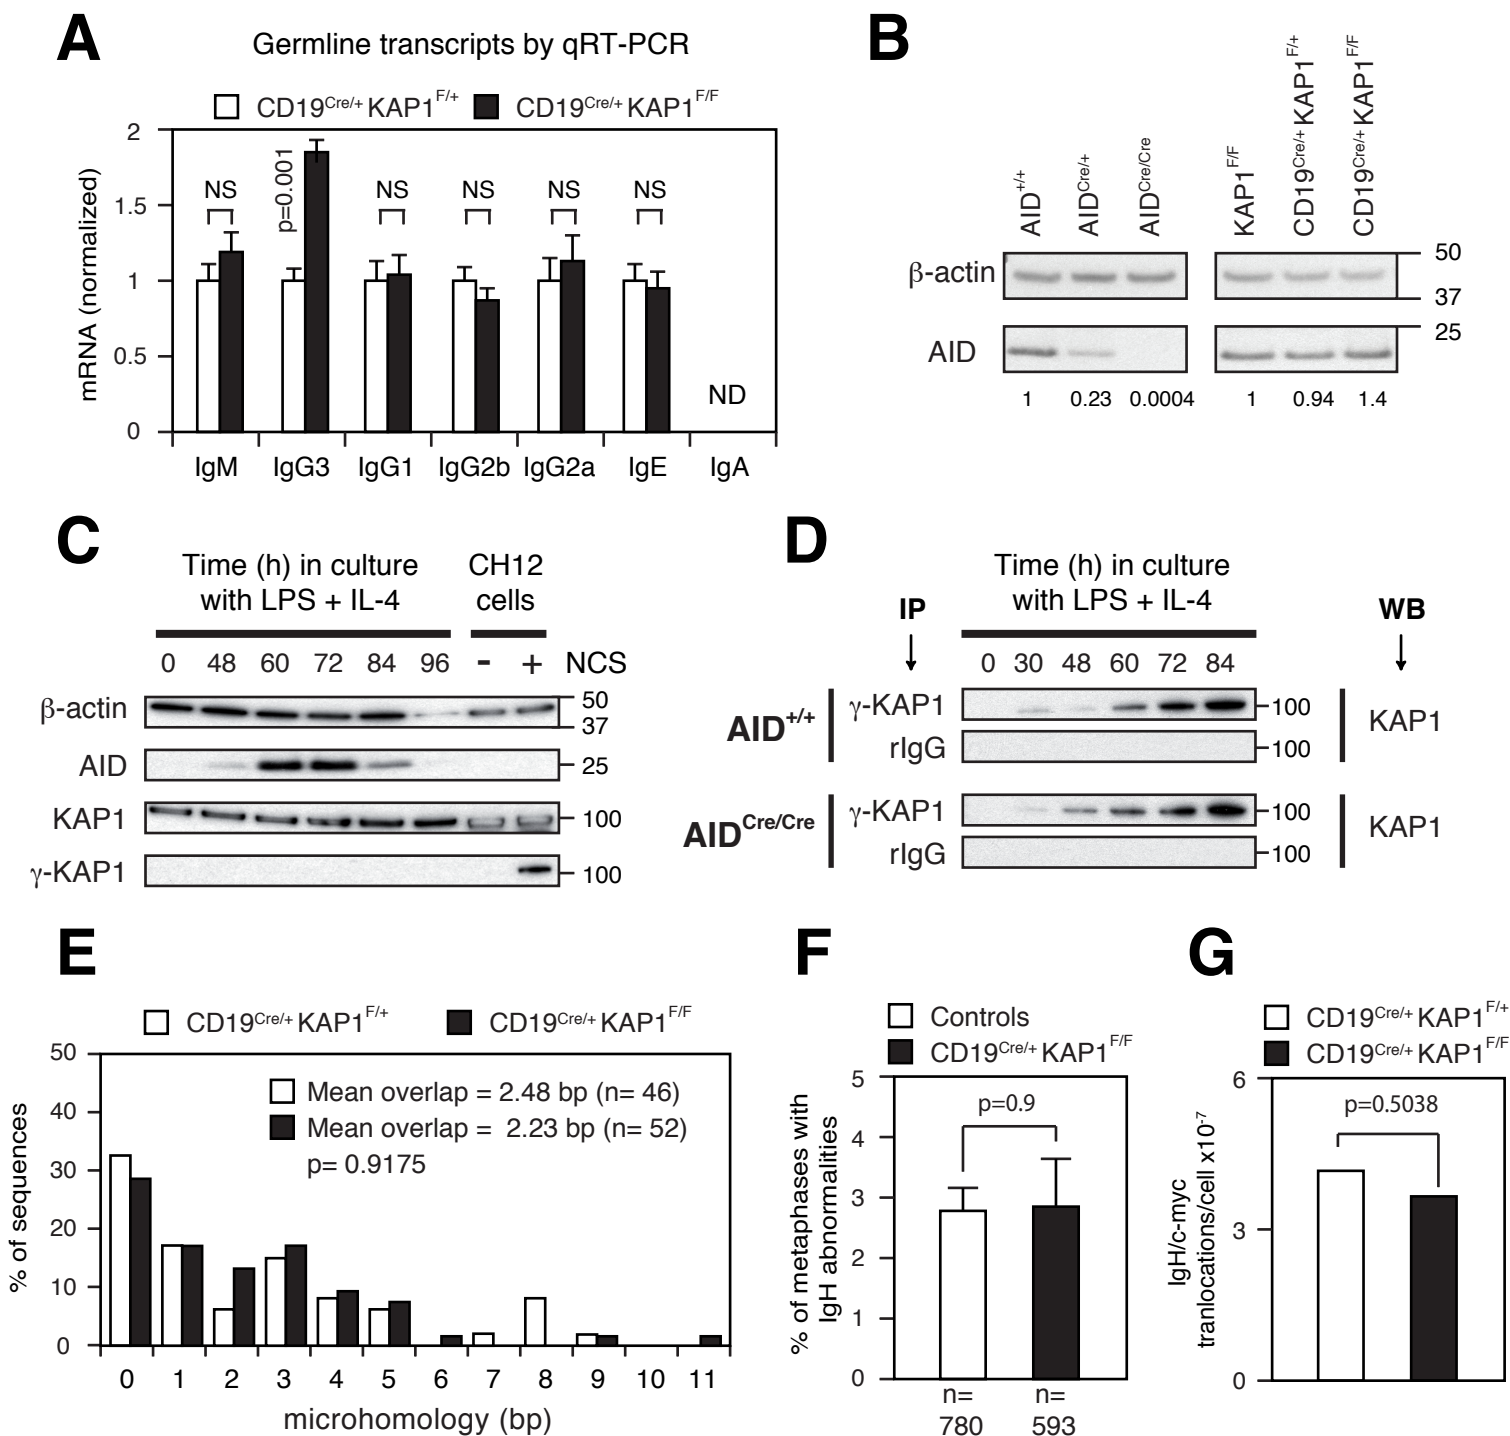 A
Germline transcripts by qRT-PCR
CD19Cre/+ KAP1F/+ CD19Cre/+ KAP1F/F
mRNA (normalized)
2
1.5
1
0.5
0
NS
p=0.001
NS
NS
NS
NS
ND
IgM IgG3 IgG1 IgG2b IgG2a IgE IgA
B
AID+/+
AIDCre/+
AIDCre/Cre
KAP1F/F
CD19Cre/+ KAP1F/+
CD19Cre/+ KAP1F/F
β-actin
50
37
AID
25
1 0.23 0.0004 1 0.94 1.4
C
Time (h) in culture
with LPS + IL-4
CH12
cells
0 48 60 72 84 96 - + NCS
β-actin
50
37
AID 25
KAP1 100
γ-KAP1 100
D
Time (h) in culture
with LPS + IL-4
IP
WB
0 30 48 60 72 84
AID+/+
γ-KAP1 100
rIgG 100
KAP1
AIDCre/Cre
γ-KAP1 100
rIgG 100
KAP1
E
CD19Cre/+ KAP1F/+ CD19Cre/+ KAP1F/F
% of sequences
50
40
30
20
10
0
Mean overlap = 2.48 bp (n= 46)
Mean overlap = 2.23 bp (n= 52)
p= 0.9175
0 1 2 3 4 5 6 7 8 9 10 11
microhomology (bp)
F
Controls
CD19Cre/+ KAP1F/F
% of metaphases with
IgH abnormalities
5
4
3
2
1
0
p=0.9
n= n=
780 593
G
CD19Cre/+ KAP1F/+
CD19Cre/+ KAP1F/F
IgH/c-myc
tranlocations/cell x10-7
6
3
0
p=0.5038